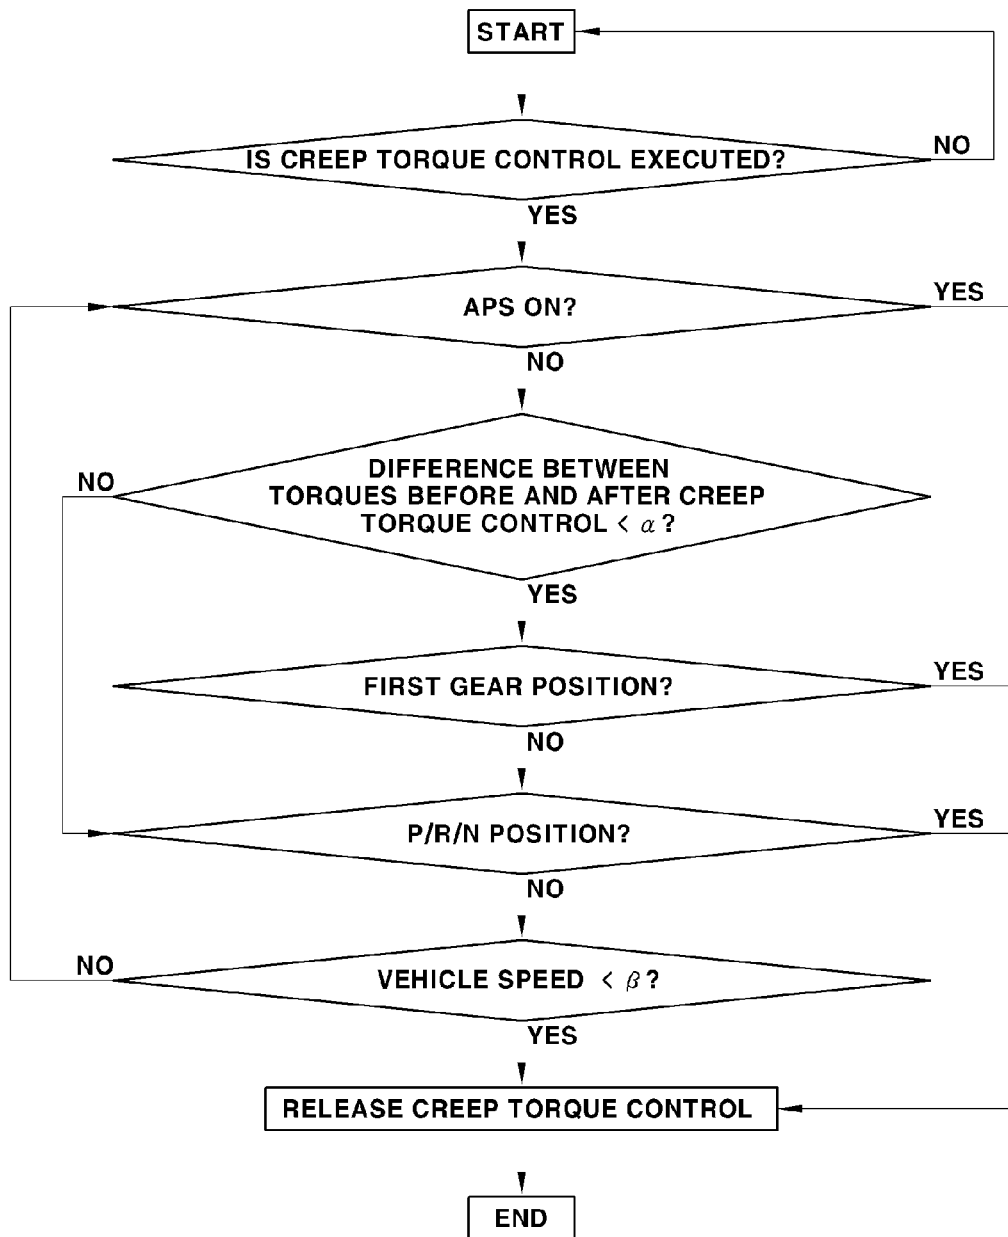 START
IS CREEP TORQUE CONTROL EXECUTED?
NO
YES
APS ON?
YES
NO
NO
DIFFERENCE BETWEEN
TORQUES BEFORE AND AFTER CREEP
TORQUE CONTROL < α ?
YES
FIRST GEAR POSITION?
YES
NO
P/R/N POSITION?
YES
NO
NO
VEHICLE SPEED < β ?
YES
RELEASE CREEP TORQUE CONTROL
END